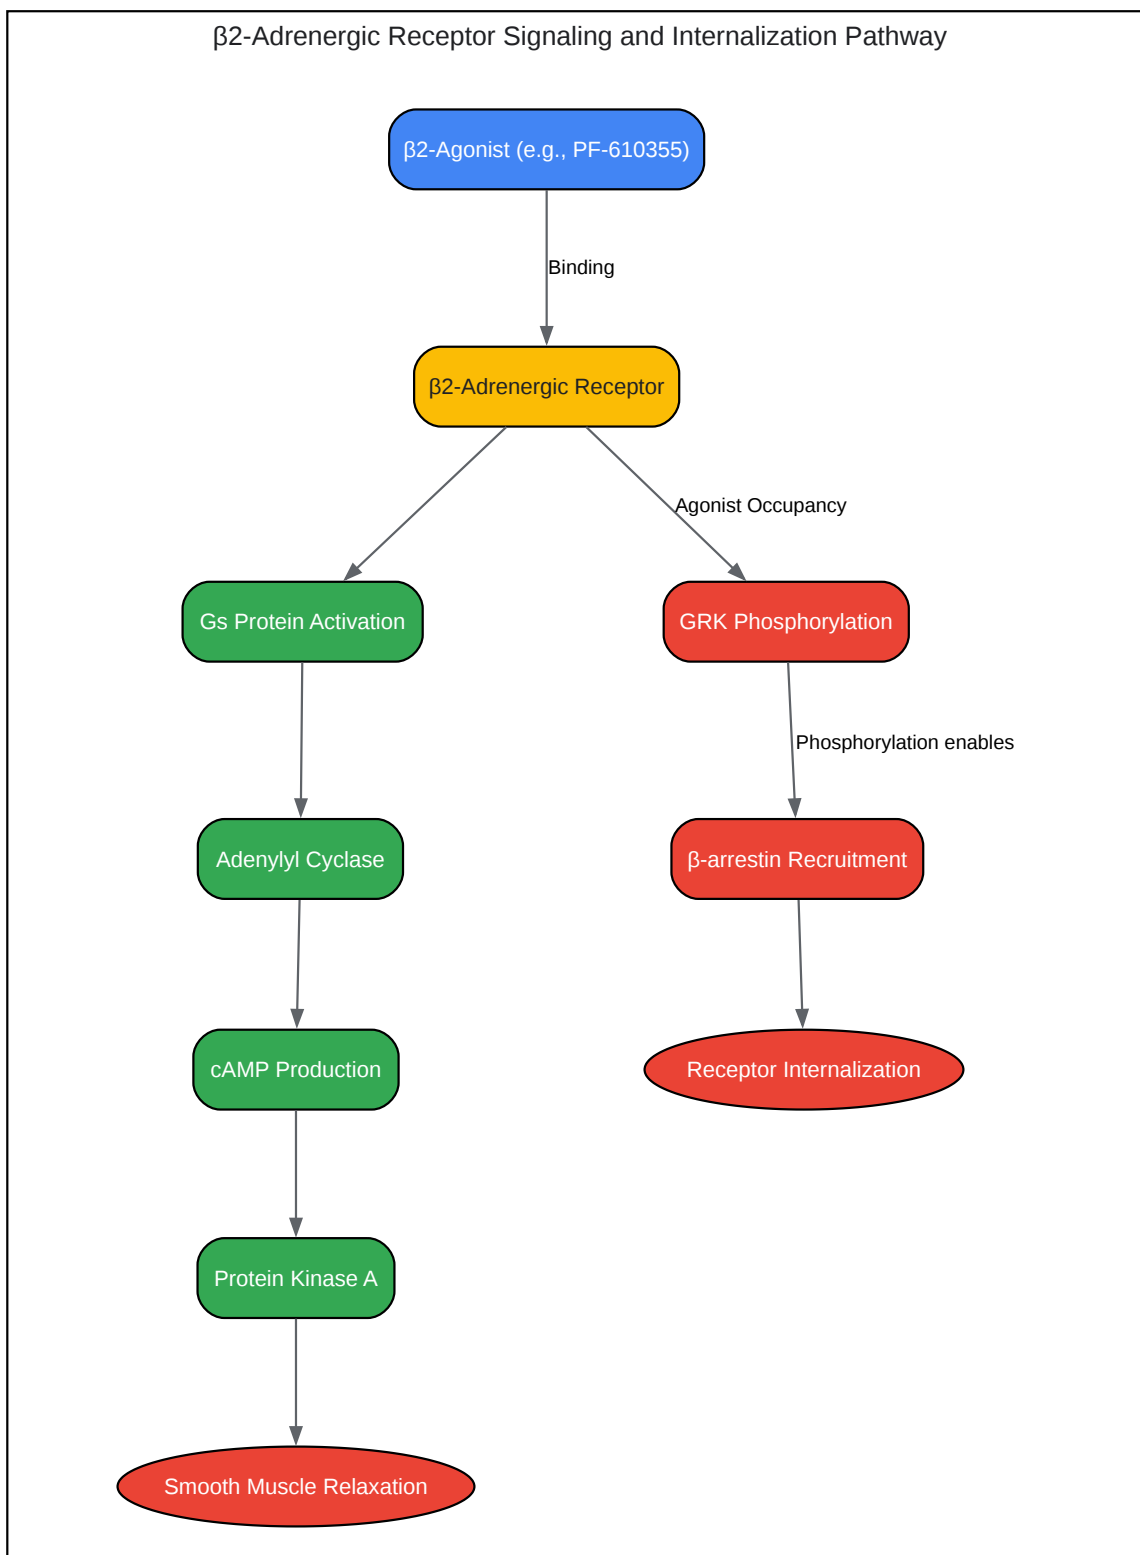 β2-Adrenergic Receptor Signaling and Internalization Pathway
β2-Agonist (e.g., PF-610355)
Binding
β2-Adrenergic Receptor
Agonist Occupancy
Gs Protein Activation
GRK Phosphorylation
Phosphorylation enables
Adenylyl Cyclase
β-arrestin Recruitment
cAMP Production
Receptor Internalization
Protein Kinase A
Smooth Muscle Relaxation